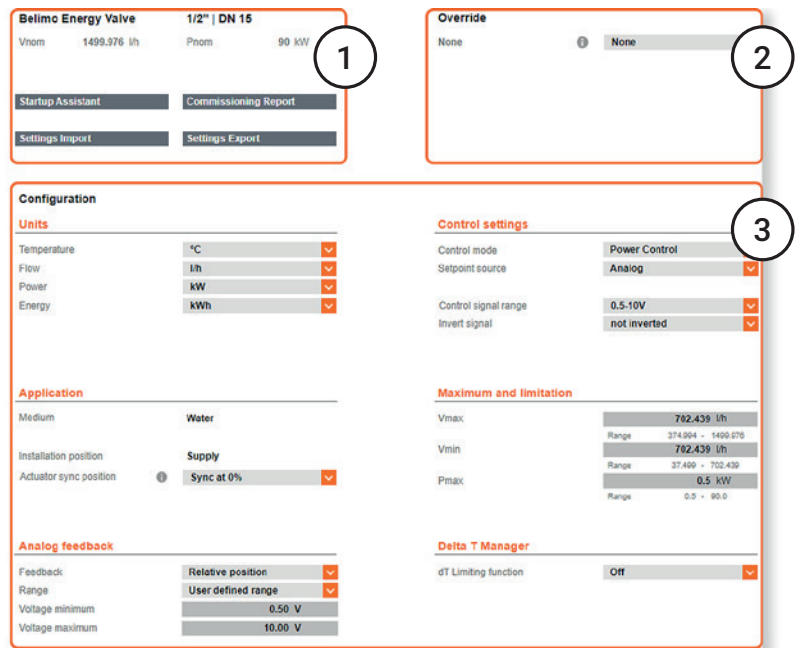 Belimo Energy Valve 1/2" | DN 15
Vnom 1499.976 l/h Pnom 90 kW
1
Startup Assistant Commissioning Report
Settings Import Settings Export
Override
None None
2
Configuration
3
Units
Temperature °C
Flow l/h
Power kW
Energy kWh
Control settings
Control mode Power Control
Setpoint source Analog
Control signal range 0.5-10V
Invert signal not inverted
Application
Medium Water
Installation position Supply
Actuator sync position Sync at 0%
Maximum and limitation
Vmax 702.439 l/h
Range 374.994 - 1499.976
Vmin 702.439 l/h
Range 37.499 - 702.439
Pmax 0.5 kW
Range 0.5 - 90.0
Analog feedback
Feedback Relative position
Range User defined range
Voltage minimum 0.50 V
Voltage maximum 10.00 V
Delta T Manager
dT Limiting function Off